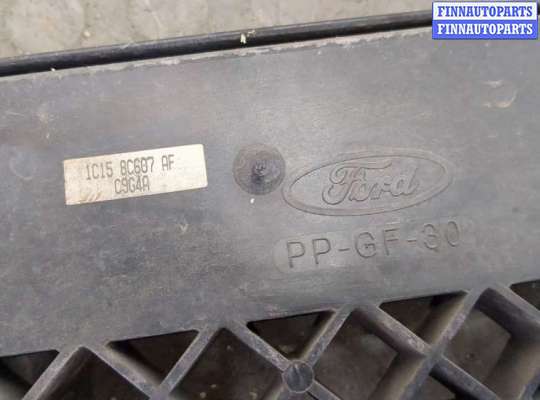 FINNAUTOPARTS
FINNAUTOPARTS
1C15 8C607 AF
C9G4A
Ford
PP-GF-30